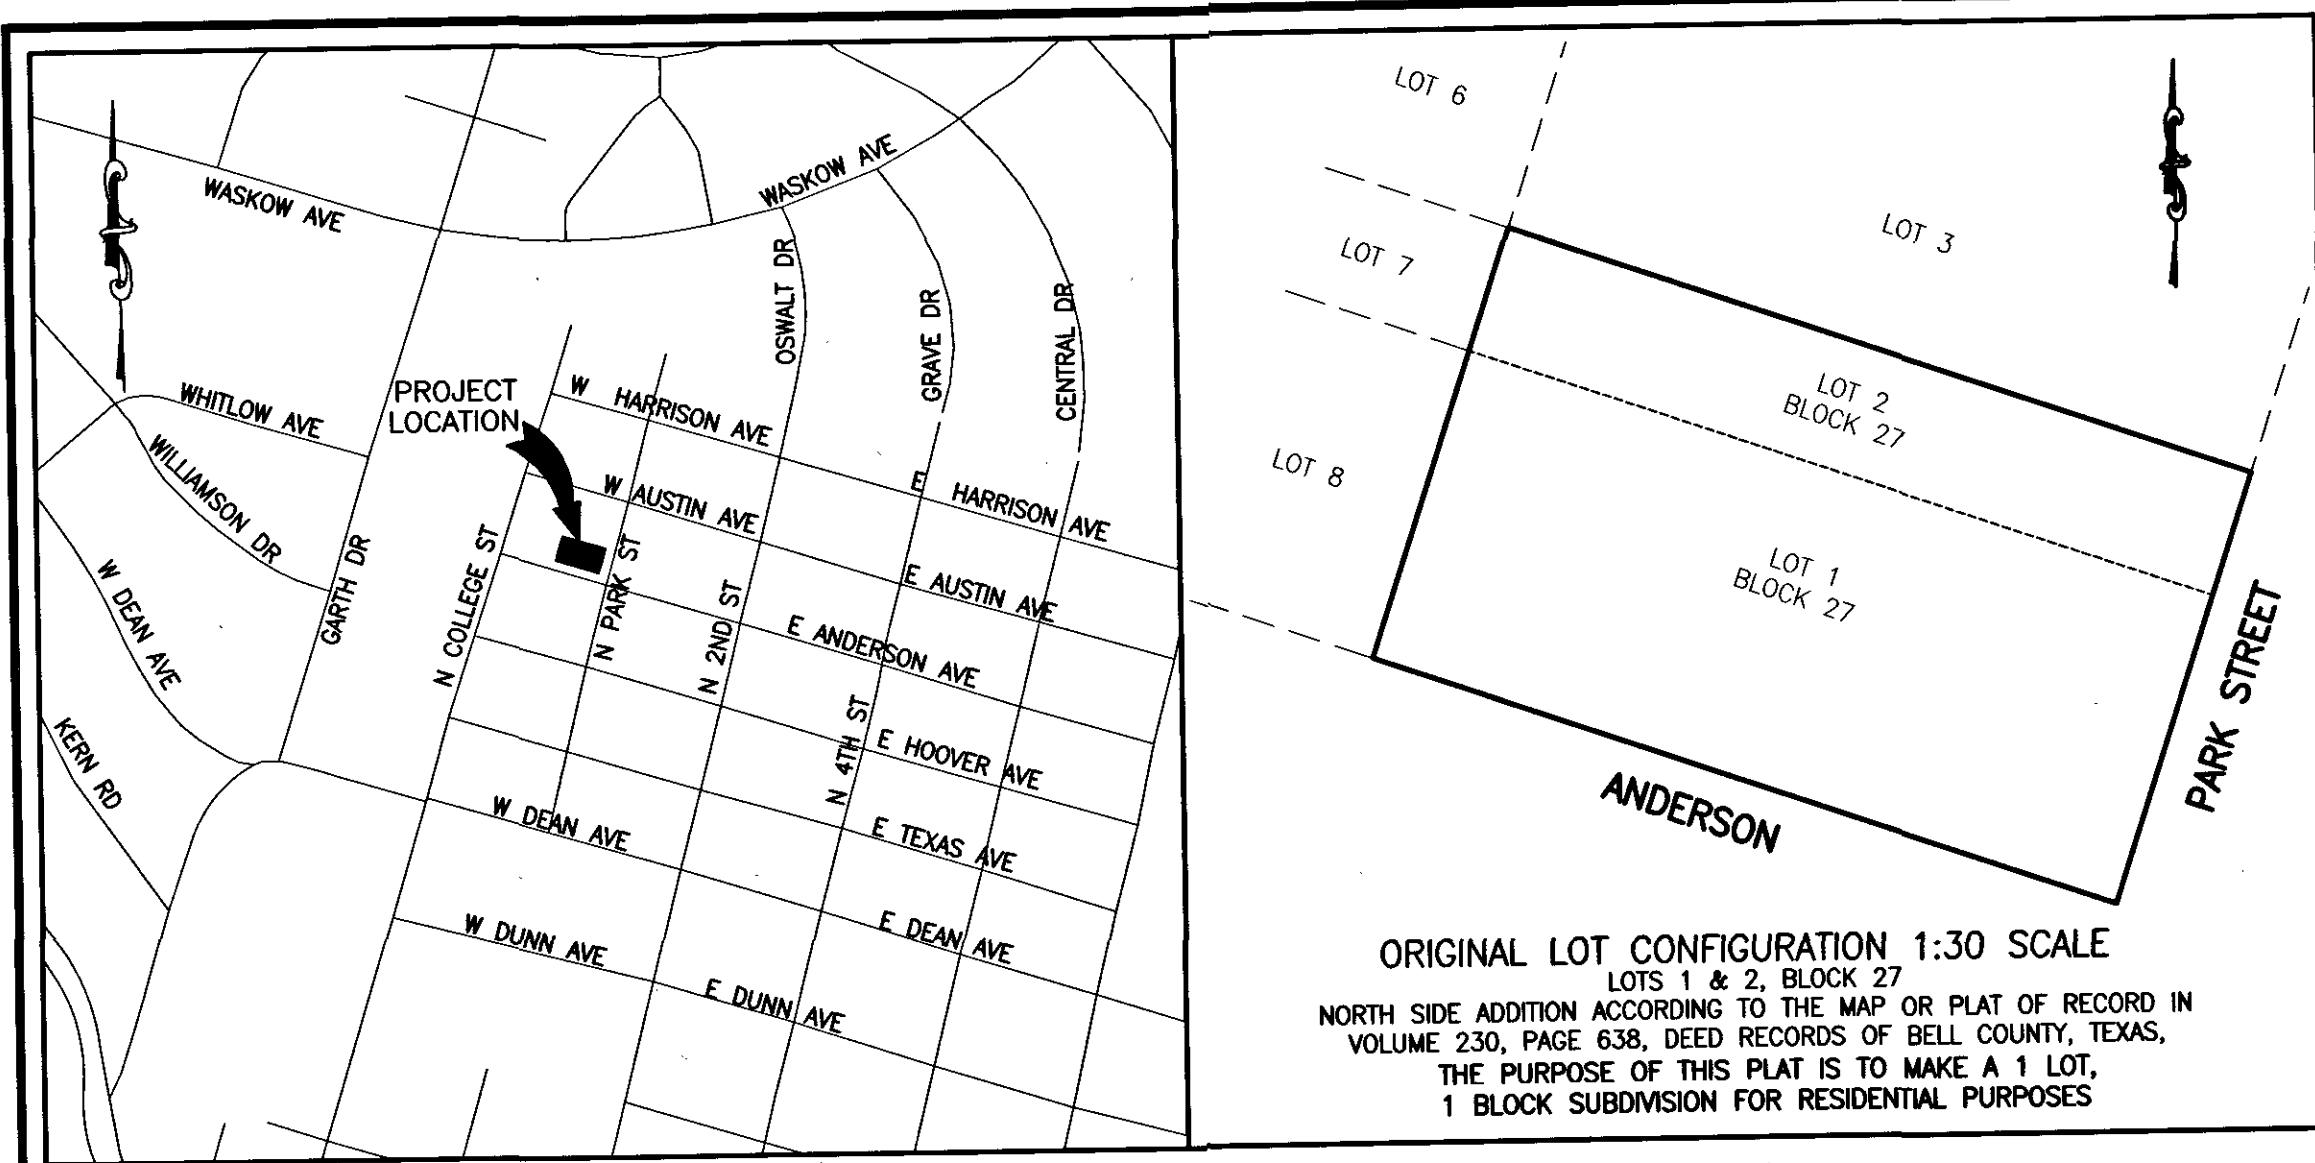 WASKOW AVE
WASKOW AVE
OSWALT DR
GRAVE DR
CENTRAL DR
WHITLOW AVE
PROJECT
LOCATION
W HARRISON AVE
WILLIAMSON DR
W AUSTIN AVE
E HARRISON AVE
GARTH DR
N COLLEGE ST
N PARK ST
W DEAN AVE
N 2ND ST
E AUSTIN AVE
E ANDERSON AVE
KERN RD
N 4TH ST
E HOOVER AVE
W DEAN AVE
E TEXAS AVE
W DUNN AVE
E DEAN AVE
E DUNN AVE
LOT 6
LOT 3
LOT 7
LOT 2
BLOCK 27
LOT 8
LOT 1
BLOCK 27
PARK STREET
ANDERSON
ORIGINAL LOT CONFIGURATION 1:30 SCALE
LOTS 1 & 2, BLOCK 27
NORTH SIDE ADDITION ACCORDING TO THE MAP OR PLAT OF RECORD IN
VOLUME 230, PAGE 638, DEED RECORDS OF BELL COUNTY, TEXAS,
THE PURPOSE OF THIS PLAT IS TO MAKE A 1 LOT,
1 BLOCK SUBDIVISION FOR RESIDENTIAL PURPOSES